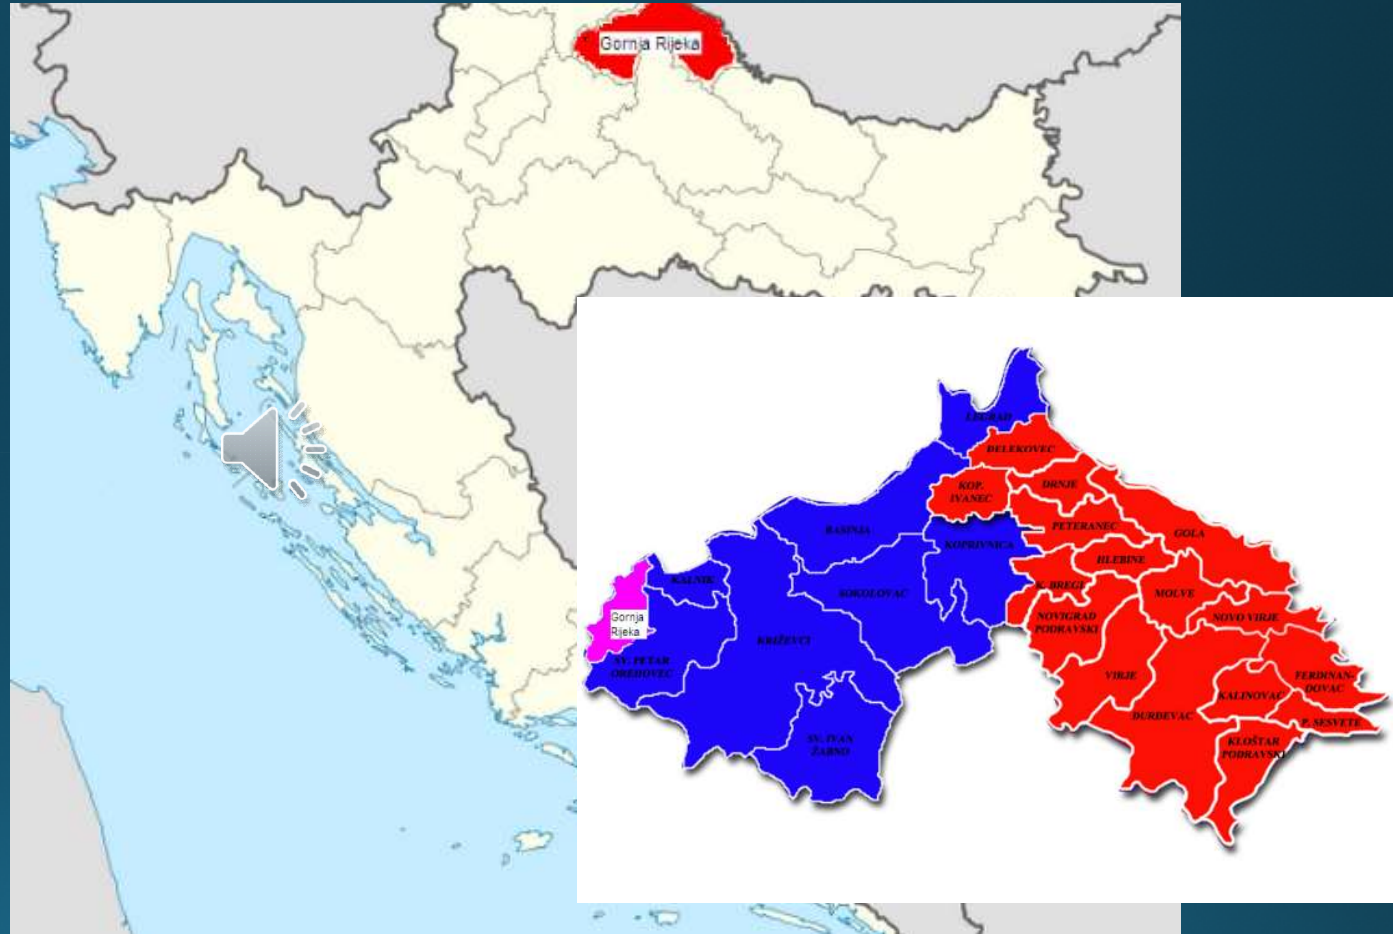 Gornja Rijeka
LEGRAD
ĐELEKOVEC
KOP.
IVANEC
DRNJE
PETERANEC
GOLA
RASINJA
KOPRIVNICA
HLEBINE
KALNIK
SOKOLOVAC
K. BREGI
MOLVE
Gornja
Rijeka
NOVIGRAD
PODRAVSKI
NOVO VIRJE
KRIŽEVCI
SV. PETAR
OREHOVEC
VIRJE
FERDINAN-
DOVAC
KALINOVAC
ĐURĐEVAC
P. SESVETE
SV. IVAN
ŽABNO
KLOŠTAR
PODRAVSKI